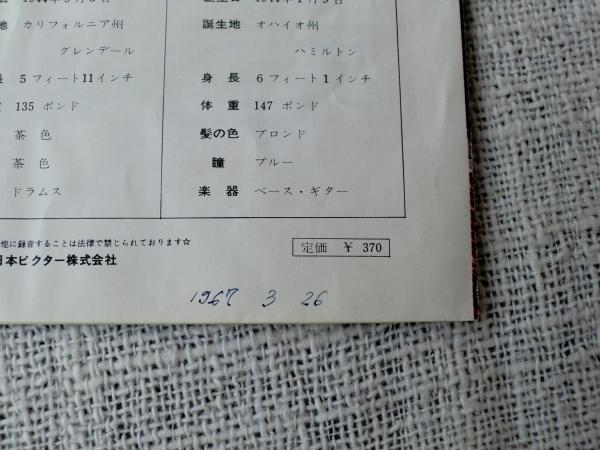 地 カリフォルニア州
グレンデール
長 5フィート11インチ
135 ポンド
茶色
茶色
ドラムス
誕生地 オハイオ州
ハミルトン
身長 6フィート1インチ
体重 147 ポンド
髪の色 ブロンド
瞳 ブルー
楽器 ベース・ギター
他に録音することは法律で禁じられております☆
日本ビクター株式会社
定価 ¥ 370
1967 3 26